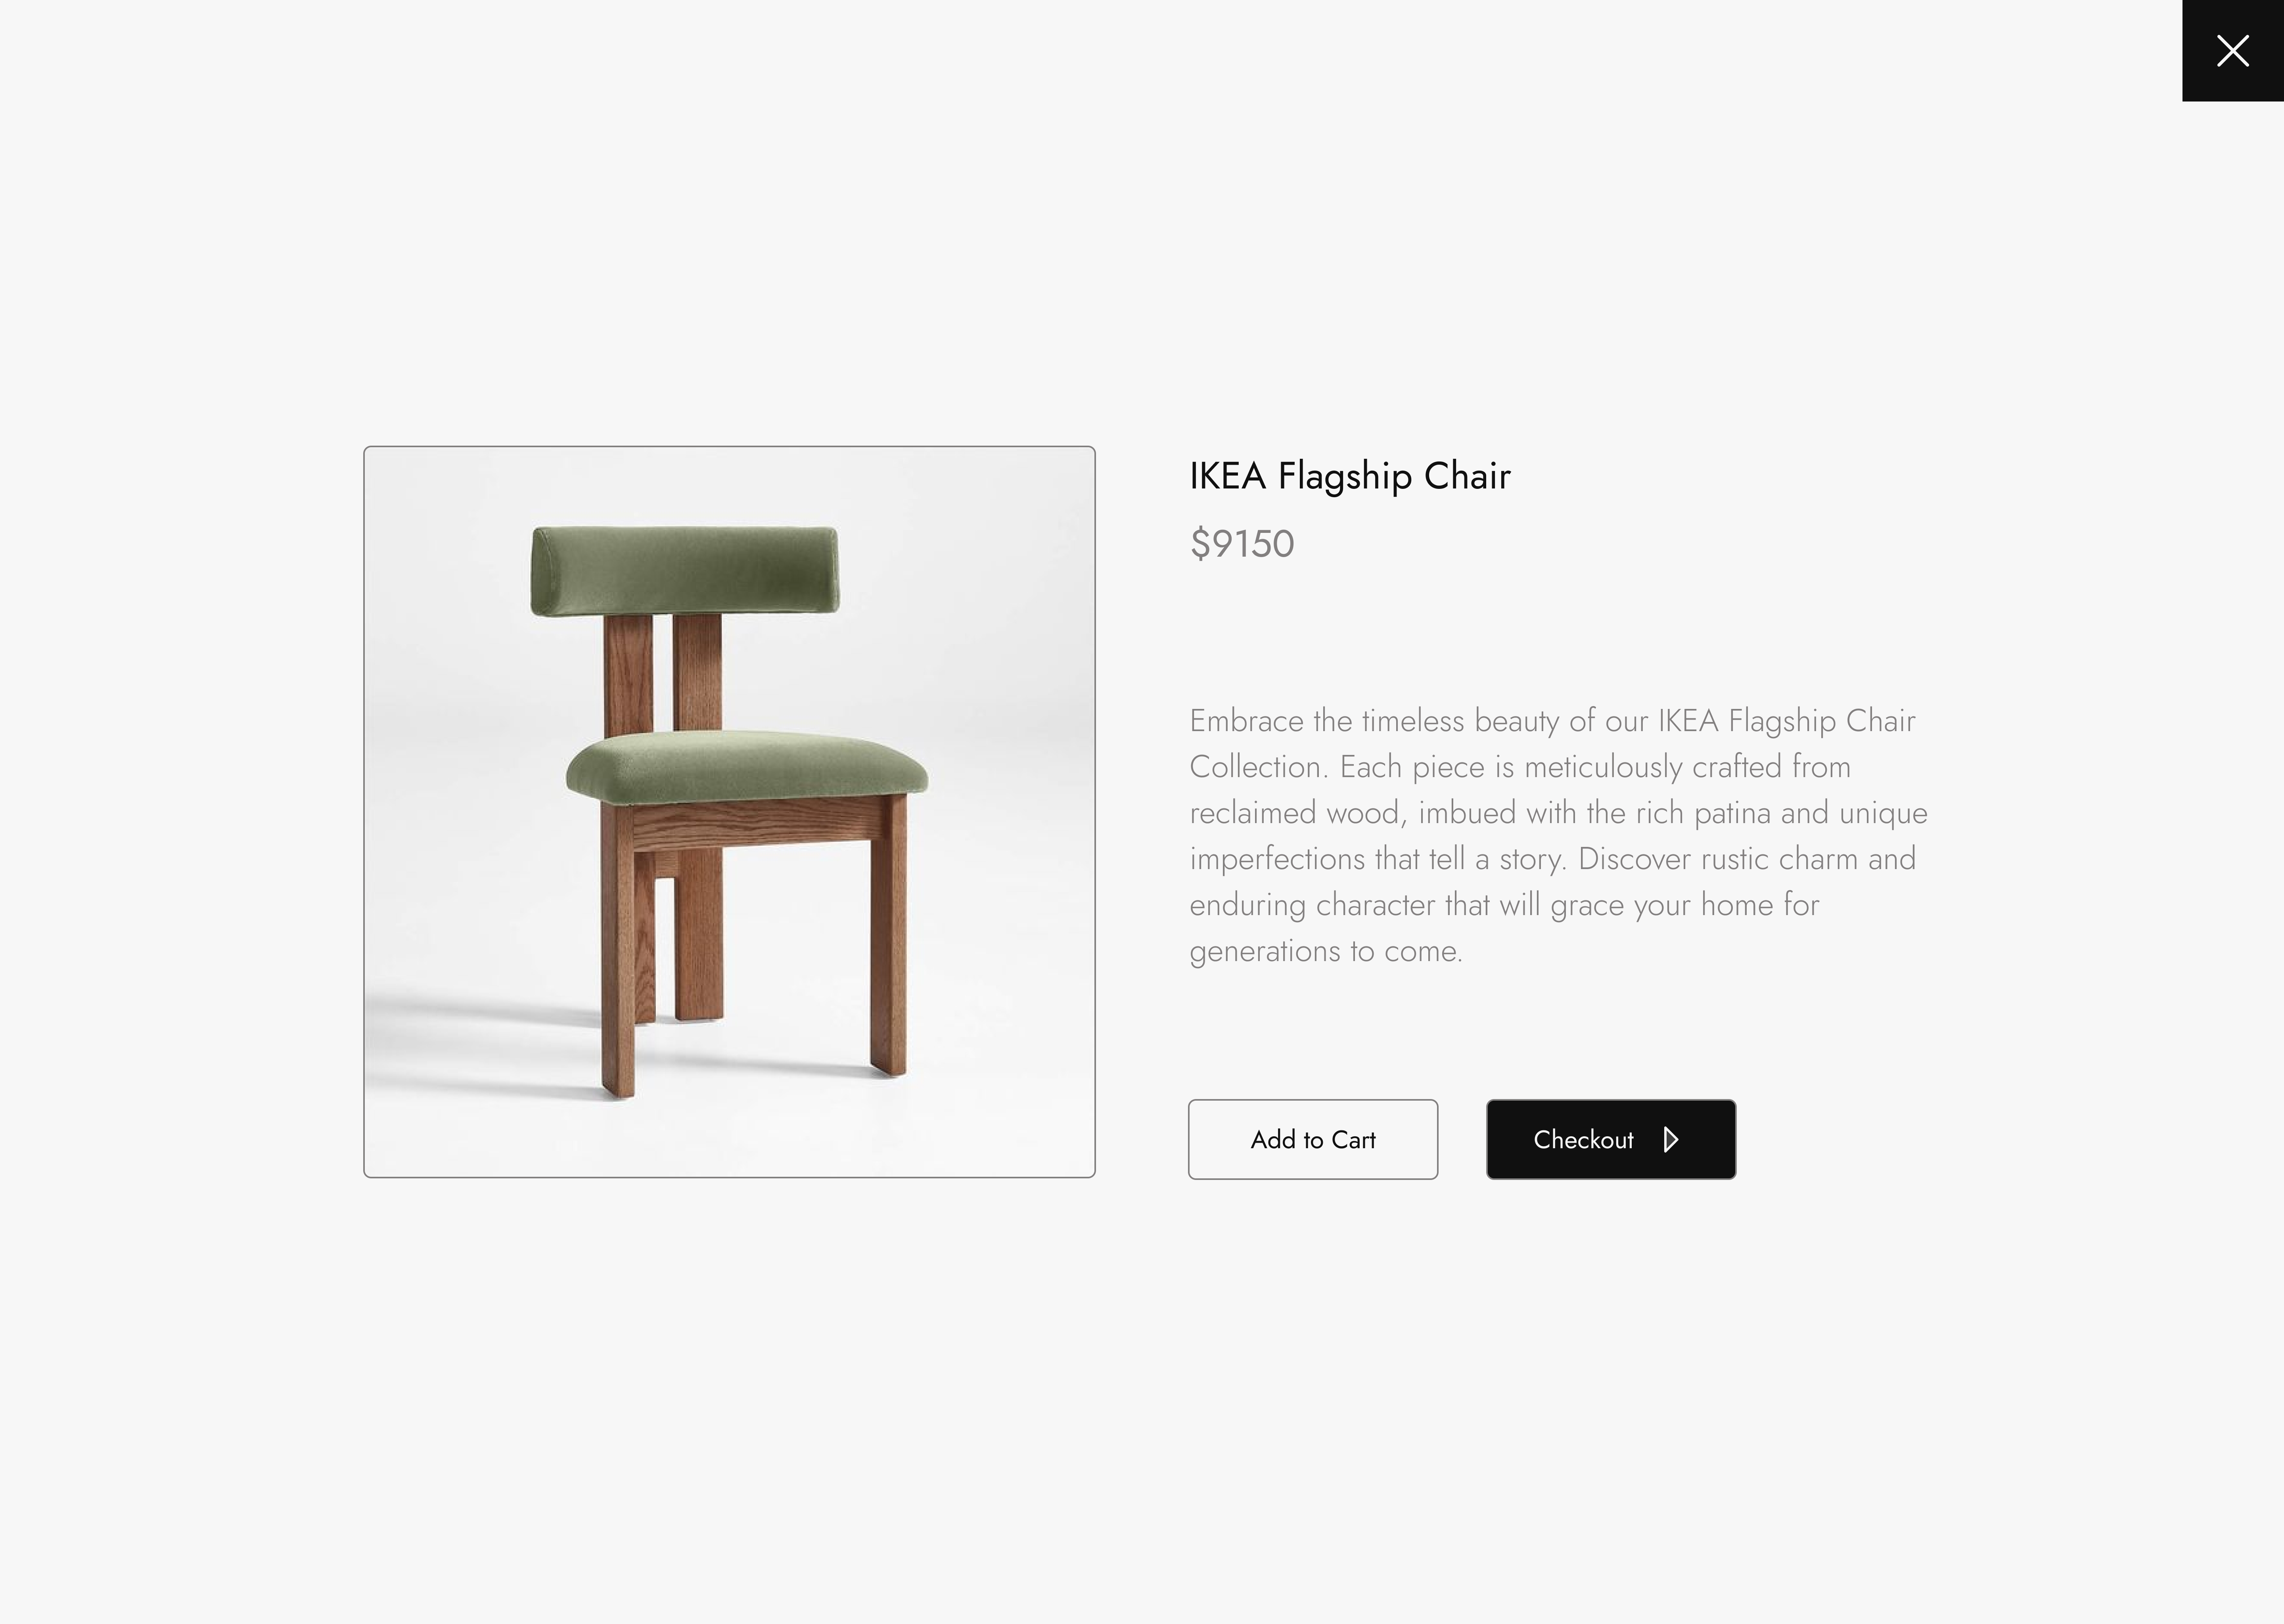 IKEA Flagship Chair
$9150
Embrace the timeless beauty of our IKEA Flagship Chair
Collection. Each piece is meticulously crafted from
reclaimed wood, imbued with the rich patina and unique
imperfections that tell a story. Discover rustic charm and
enduring character that will grace your home for
generations to come.
Add to Cart
Checkout